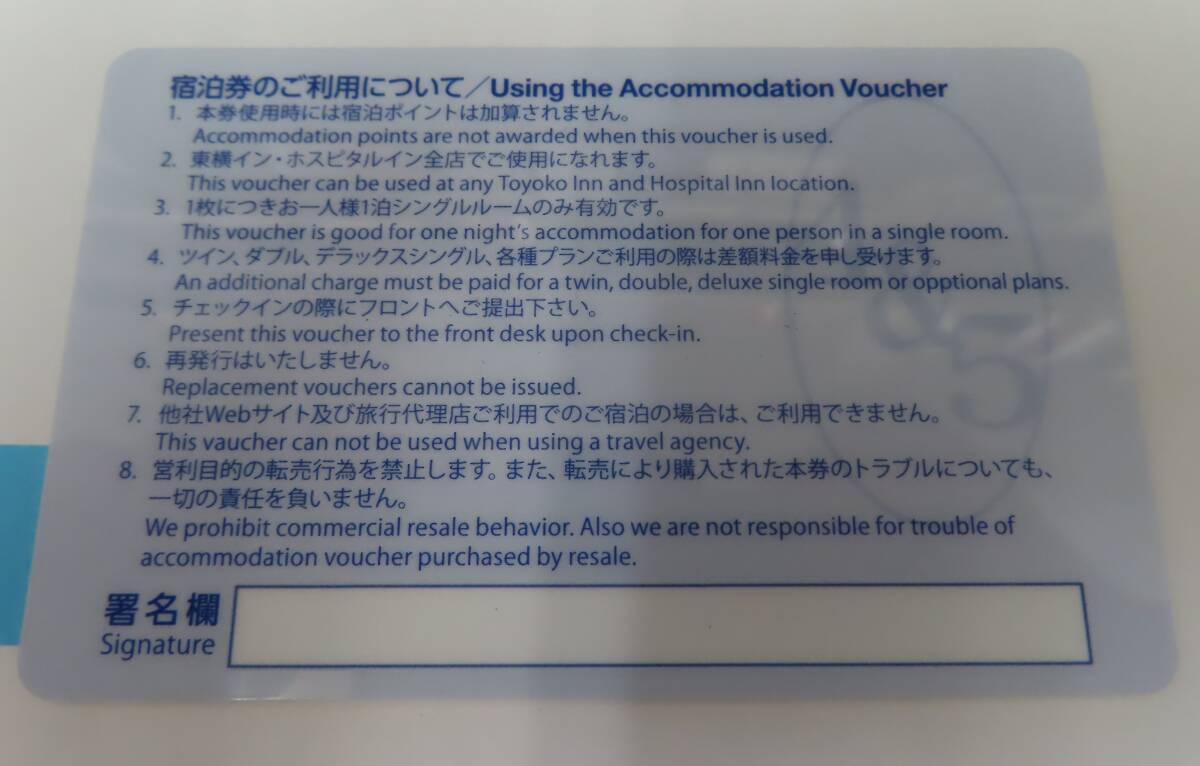 宿泊券のご利用について／Using the Accommodation Voucher
1. 本券使用時には宿泊ポイントは加算されません。
Accommodation points are not awarded when this voucher is used.
2. 東横イン・ホスピタルイン全店でご使用になれます。
This voucher can be used at any Toyoko Inn and Hospital Inn location.
3. 1枚につきお一人様1泊シングルルームのみ有効です。
This voucher is good for one night's accommodation for one person in a single room.
4. ツイン、ダブル、デラックスシングル、各種プランご利用の際は差額料金を申し受けます。
An additional charge must be paid for a twin, double, deluxe single room or opptional plans.
5. チェックインの際にフロントへご提出下さい。
Present this voucher to the front desk upon check-in.
6. 再発行はいたしません。
Replacement vouchers cannot be issued.
7. 他社Webサイト及び旅行代理店ご利用でのご宿泊の場合は、ご利用できません。
This vaucher can not be used when using a travel agency.
8. 営利目的の転売行為を禁止します。また、転売により購入された本券のトラブルについても、
一切の責任を負いません。
We prohibit commercial resale behavior. Also we are not responsible for trouble of
accommodation voucher purchased by resale.
署名欄
Signature